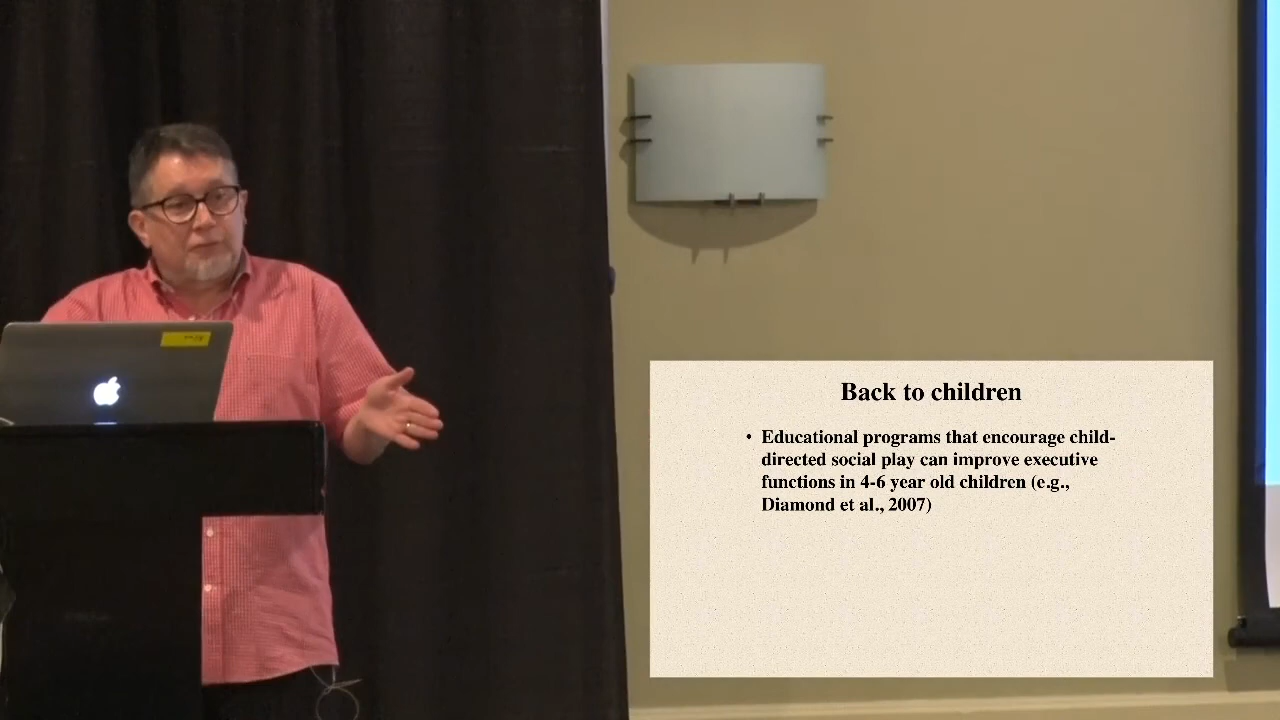 Back to children
• Educational programs that encourage child-
directed social play can improve executive
functions in 4-6 year old children (e.g.,
Diamond et al., 2007)